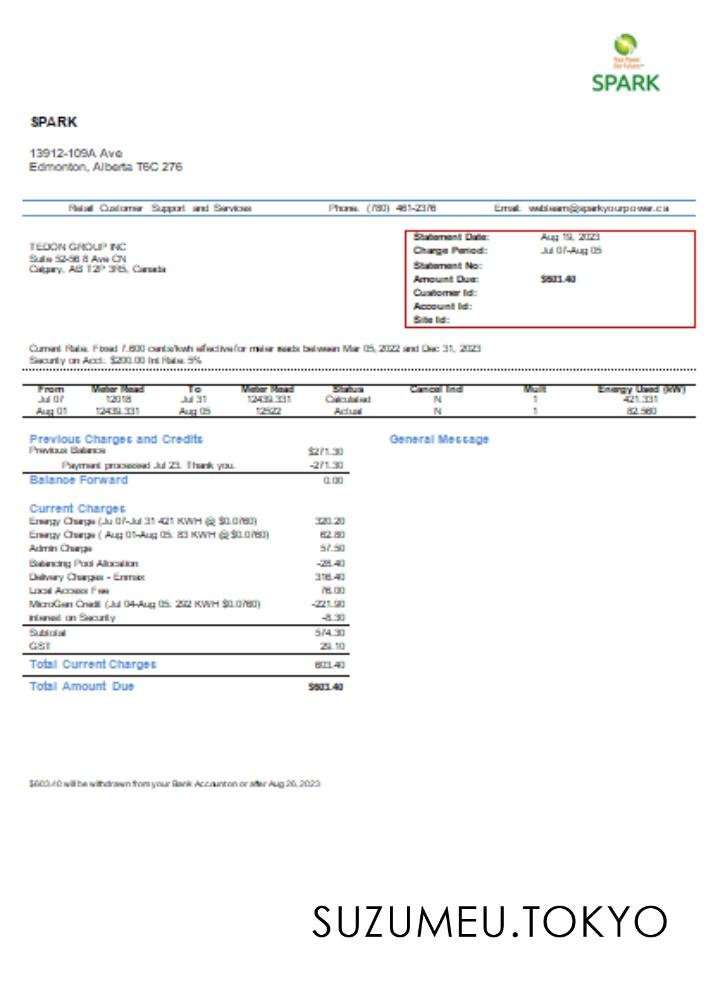 Your Power.
Our Future™
SPARK
SPARK
13912-109A Ave
Edmonton, Alberta T6C 276
Retail Customer Support and Services Phone. (780) 461-2376 Email. webteam@sparkyourpower.ca
TEDON GROUP INC
Suite 52-56 8 Ave CN
Calgary, AB T2P 3R5, Canada
Statement Date: Aug 19, 2023
Charge Period: Jul 07-Aug 05
Statement No:
Amount Due: $603.40
Customer Id:
Account Id:
Site Id:
Current Rate: Fixed 7.600 cents/kwh effective for meter reads between Mar 05, 2022 and Dec 31, 2023
Security on Acct.: $200.00 Int Rate: 5%
From Meter Read To Meter Read Status Cancel Ind Mult Energy Used (kW)
Jul 07 12018 Jul 31 12439.331 Calculated N 1 421.331
Aug 01 12439.331 Aug 05 12522 Actual N 1 82.560
Previous Charges and Credits
Previous Balance $271.30
Payment processed Jul 23. Thank you. -271.30
Balance Forward 0.00
General Message
Current Charges
Energy Charge (Ju 07-Jul 31 421 KWH @ $0.0760) 320.20
Energy Charge ( Aug 01-Aug 05. 83 KWH @ $0.0760) 62.80
Admin Charge 57.50
Balancing Pool Allocation -28.40
Delivery Charges - Enmax 316.40
Local Access Fee 76.00
MicroGen Credit (Jul 04-Aug 05. 292 KWH $0.0760) -221.90
Interest on Security -8.30
Subtotal 574.30
GST 29.10
Total Current Charges 603.40
Total Amount Due $603.40
$603.40 will be withdrawn from your Bank Accounton or after Aug 26, 2023
SUZUMEU.TOKYO